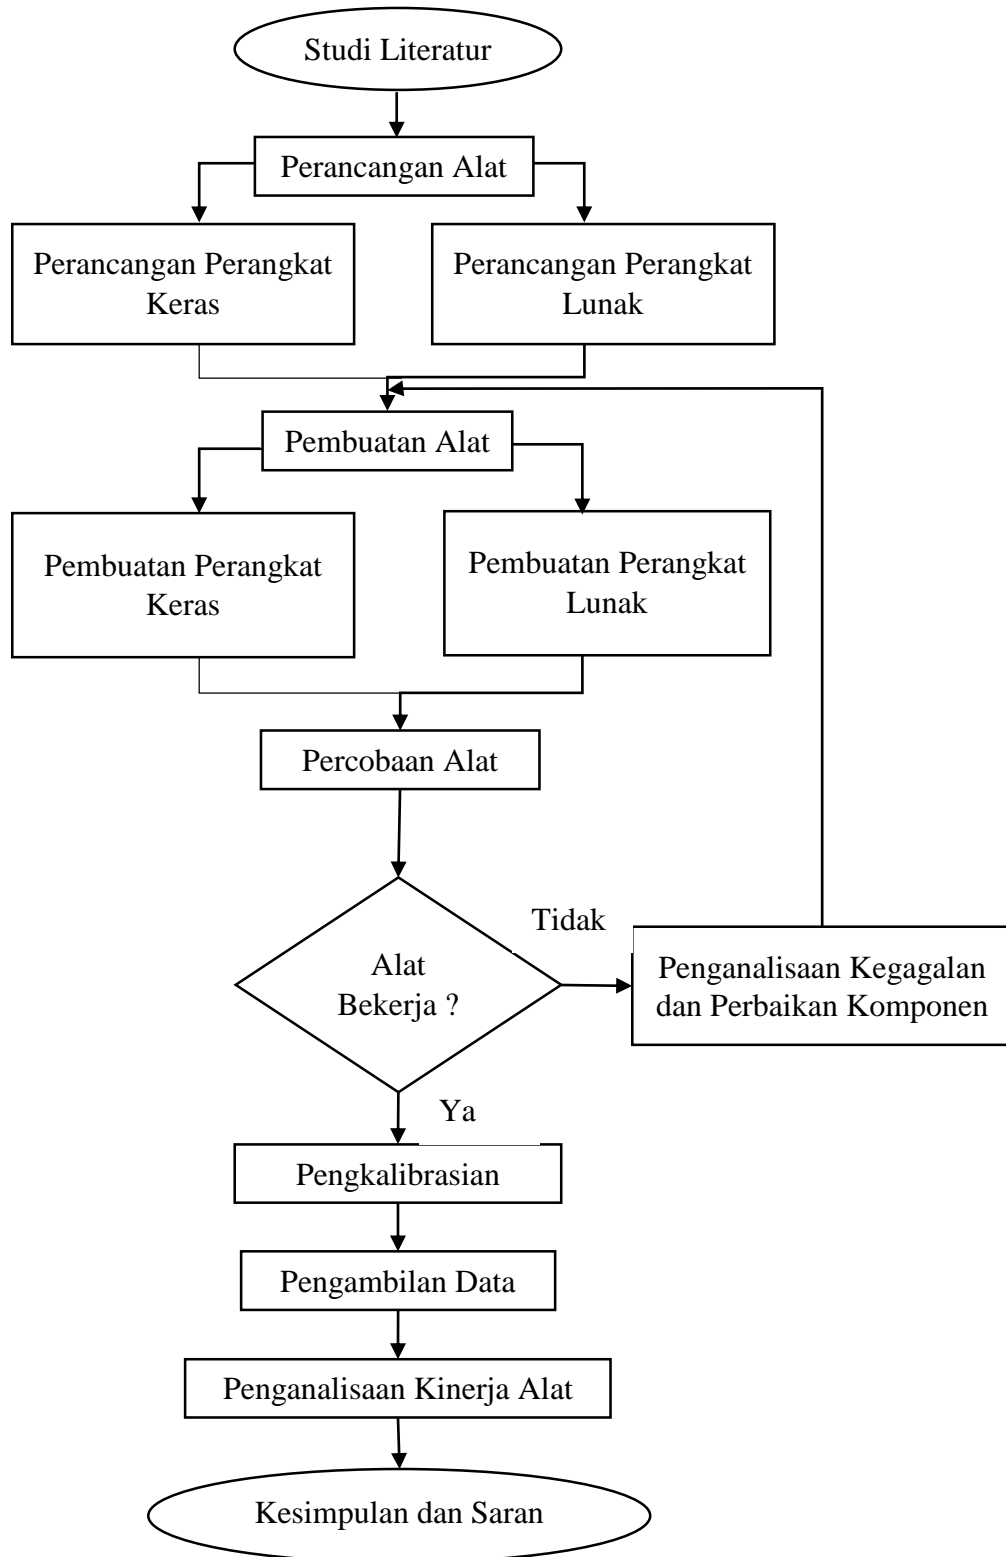 Studi Literatur
Perancangan Alat
Perancangan Perangkat
Keras
Perancangan Perangkat
Lunak
Pembuatan Alat
Pembuatan Perangkat
Keras
Pembuatan Perangkat
Lunak
Percobaan Alat
Alat
Bekerja ?
Tidak
Penganalisaan Kegagalan
dan Perbaikan Komponen
Ya
Pengkalibrasian
Pengambilan Data
Penganalisaan Kinerja Alat
Kesimpulan dan Saran